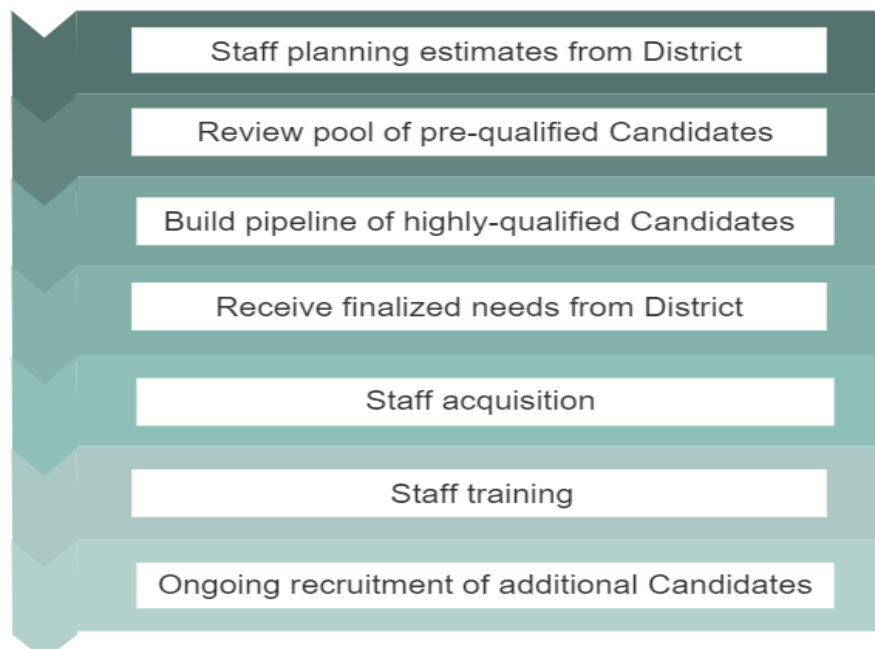 Staff planning estimates from District
Review pool of pre-qualified Candidates
Build pipeline of highly-qualified Candidates
Receive finalized needs from District
Staff acquisition
Staff training
Ongoing recruitment of additional Candidates